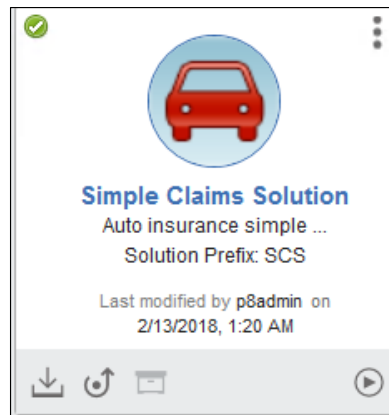 Simple Claims Solution
Auto insurance simple ...
Solution Prefix: SCS
Last modified by p8admin on
2/13/2018, 1:20 AM